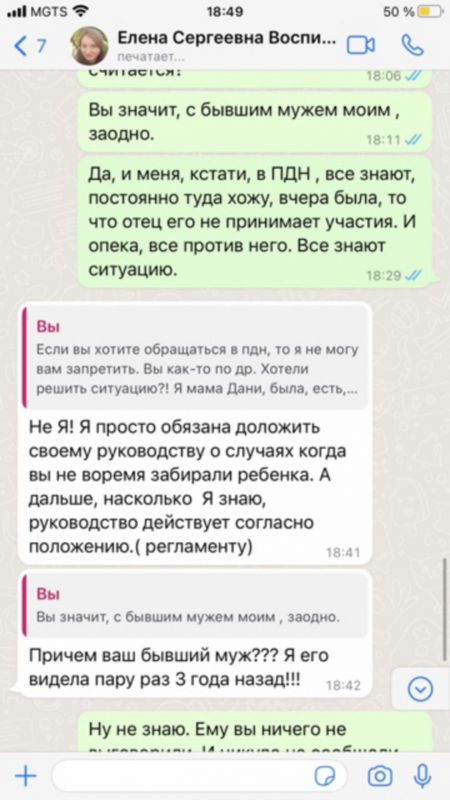 MGTS 18:49 50 %
7 Елена Сергеевна Воспи...
печатает...
считается!
18:06
Вы значит, с бывшим мужем моим ,
заодно.
18:11
Да, и меня, кстати, в ПДН , все знают,
постоянно туда хожу, вчера была, то
что отец его не принимает участия. И
опека, все против него. Все знают
ситуацию.
18:29
Вы
Если вы хотите обращаться в пдн, то я не могу
вам запретить. Вы как-то по др. Хотели
решить ситуацию?! Я мама Дани, была, есть,...
Не Я! Я просто обязана доложить
своему руководству о случаях когда
вы не воремя забирали ребенка. А
дальше, насколько Я знаю,
руководство действует согласно
положению.( регламенту)
18:41
Вы
Вы значит, с бывшим мужем моим , заодно.
Причем ваш бывший муж??? Я его
видела пару раз 3 года назад!!!
18:42
Ну не знаю. Ему вы ничего не